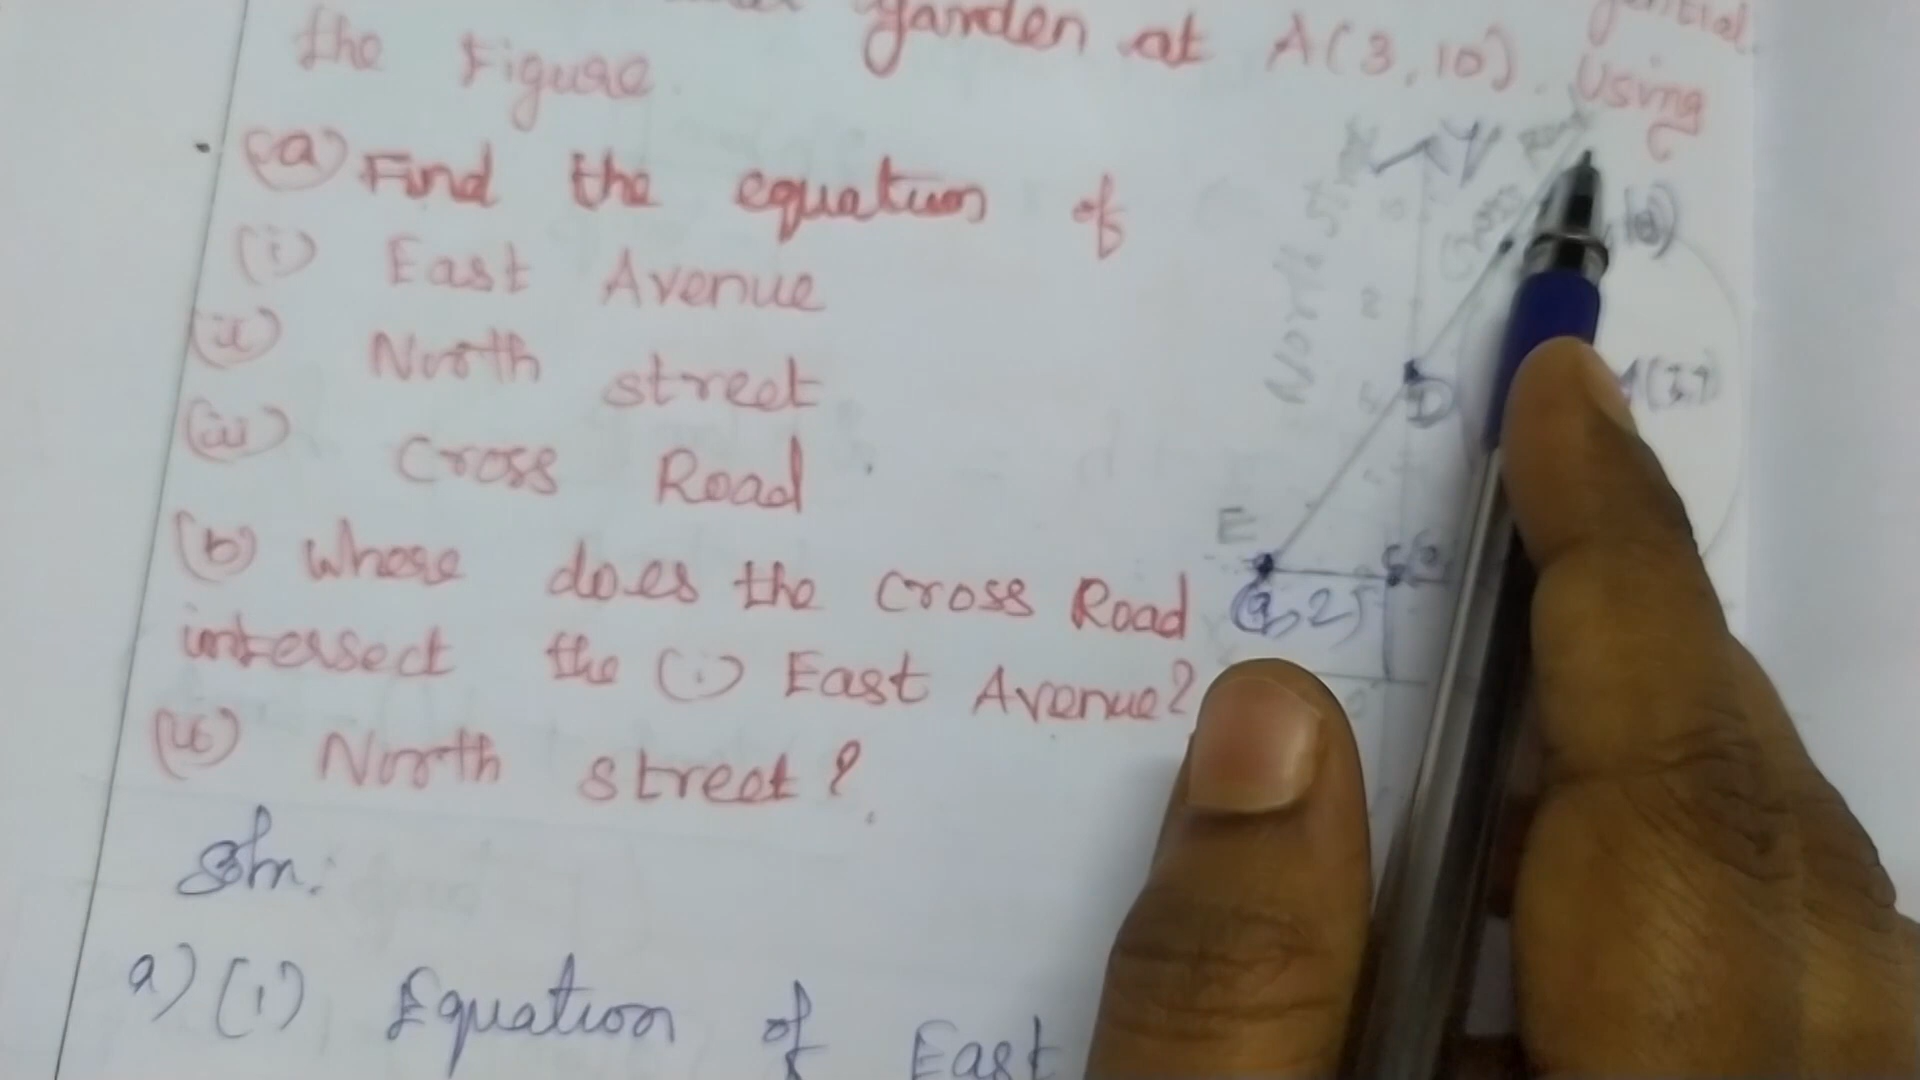 garden at A(3,10). Using
the Figure.
(a) Find the equation of
(i) East Avenue
(ii) North street
(iii) Cross Road
(b) Where does the cross Road
intersect the (i) East Avenue?
(ii) North street?
Soln:
a) (i) Equation of East
North
D
E